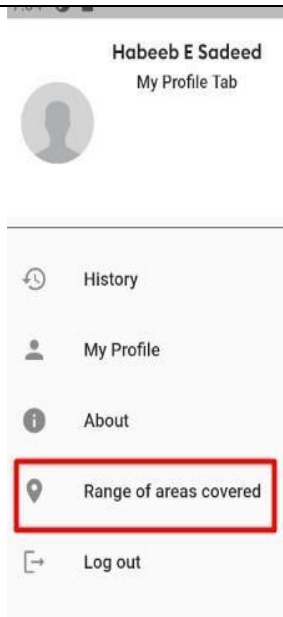 Habeeb E Sadeed
My Profile Tab
History
My Profile
About
Range of areas covered
Log out